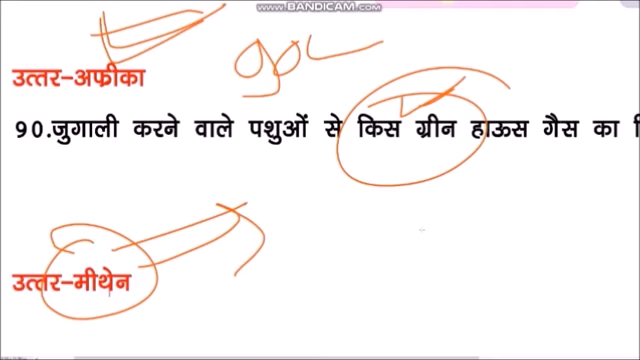 www.BANDICAM.com
उत्तर-अफ्रीका
90.जुगाली करने वाले पशुओं से किस ग्रीन हाऊस गैस का
उत्तर-मीथेन